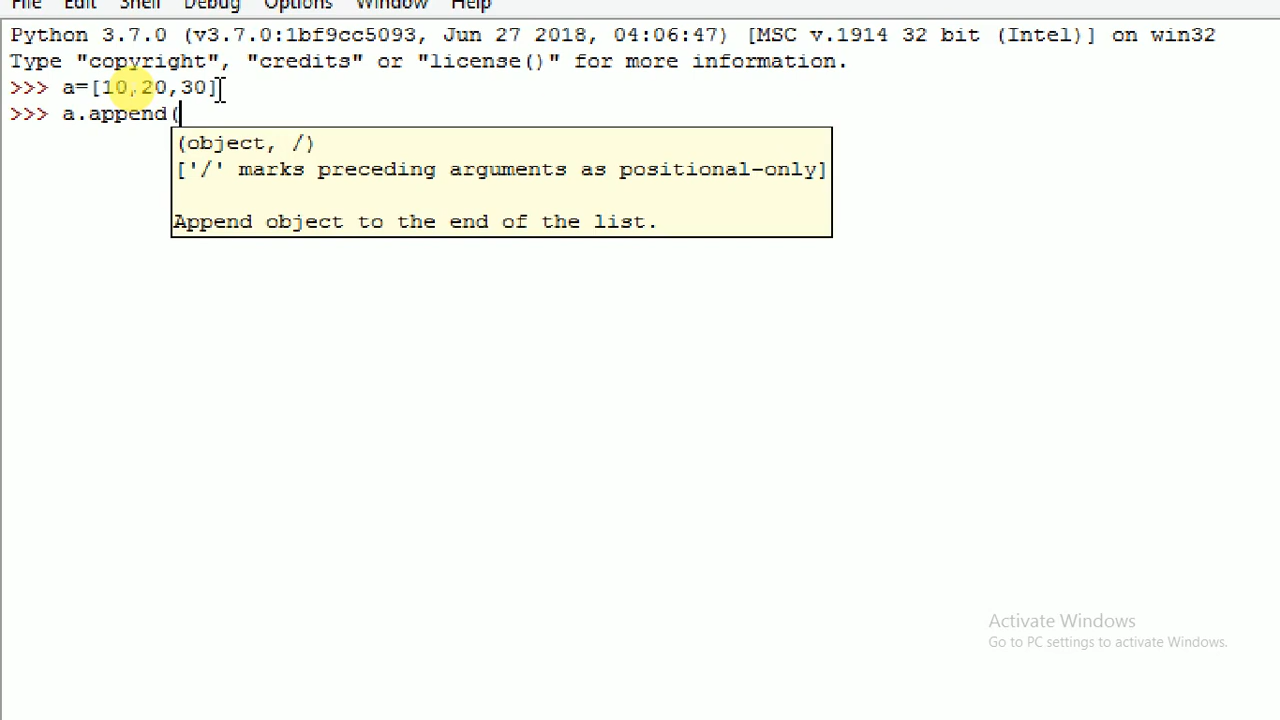 File Edit Shell Debug Options Window Help
Python 3.7.0 (v3.7.0:1bf9cc5093, Jun 27 2018, 04:06:47) [MSC v.1914 32 bit (Intel)] on win32
Type "copyright", "credits" or "license()" for more information.
>>> a=[10,20,30]
>>> a.append(
(object, /)
['/' marks preceding arguments as positional-only]
Append object to the end of the list.
Activate Windows
Go to PC settings to activate Windows.